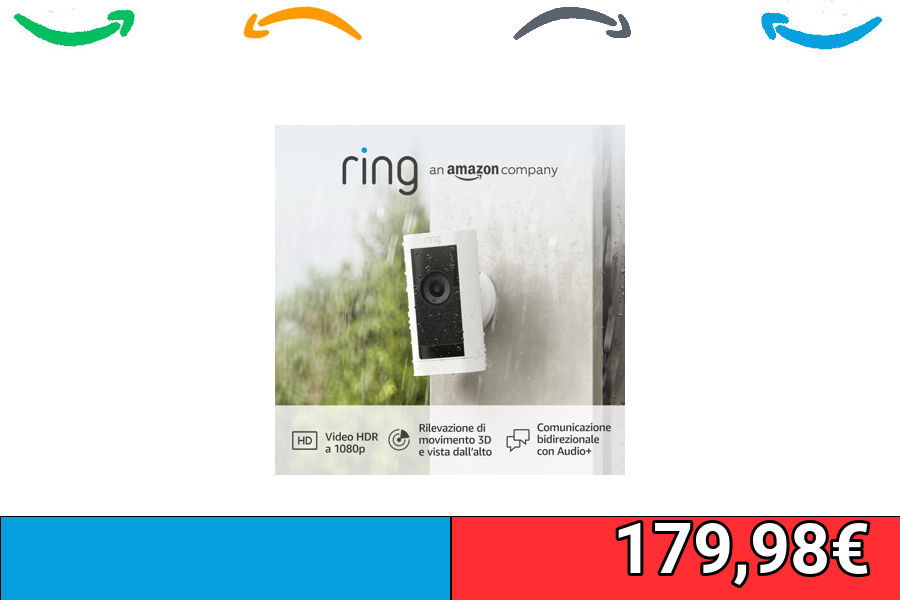 ring an amazon company
ring
HD
Video HDR
a 1080p
Rilevazione di
movimento 3D
e vista dall'alto
Comunicazione
bidirezionale
con Audio+
179,98€